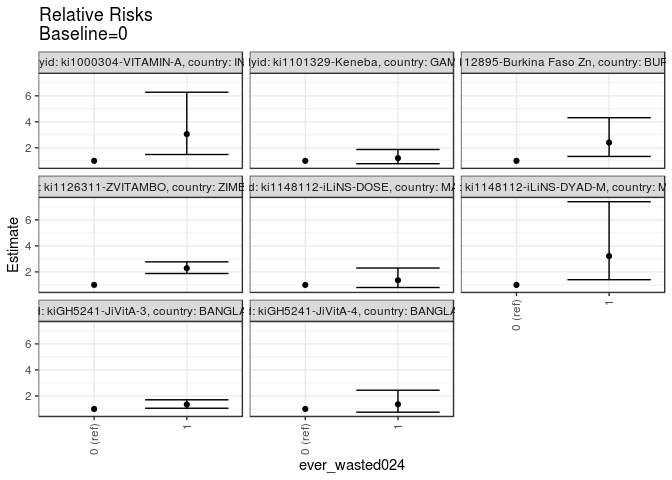 Relative Risks
Baseline=0
yid: ki1000304-VITAMIN-A, country: IN
yid: ki1101329-Keneba, country: GAM
12895-Burkina Faso Zn, country: BUR
6
4
2
: ki1126311-ZVITAMBO, country: ZIMB
d: ki1148112-iLiNS-DOSE, country: MA
: ki1148112-iLiNS-DYAD-M, country: M
6
4
2
Estimate
d: kiGH5241-JiVitA-3, country: BANGLA
d: kiGH5241-JiVitA-4, country: BANGLA
6
4
2
0 (ref)
1
0 (ref)
1
0 (ref)
1
ever_wasted024